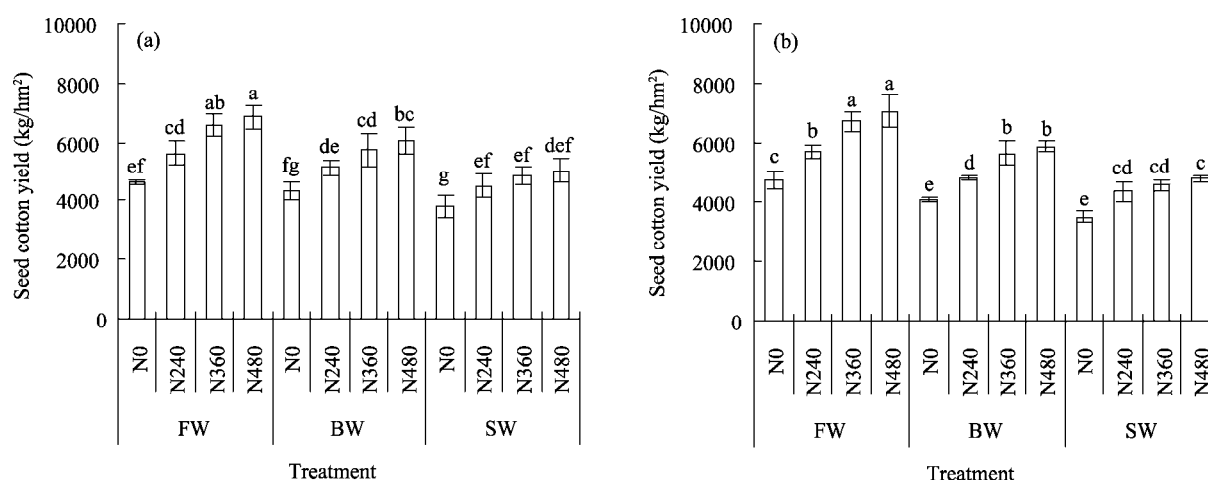 10000
(a)
8000
6000
4000
2000
0
Seed cotton yield (kg/hm²)
ef
cd
ab
a
fg
de
cd
bc
g
ef
ef
def
N0
N240
N360
N480
N0
N240
N360
N480
N0
N240
N360
N480
FW
BW
SW
Treatment
10000
(b)
8000
6000
4000
2000
0
Seed cotton yield (kg/hm²)
c
b
a
a
e
d
b
b
e
cd
cd
c
N0
N240
N360
N480
N0
N240
N360
N480
N0
N240
N360
N480
FW
BW
SW
Treatment